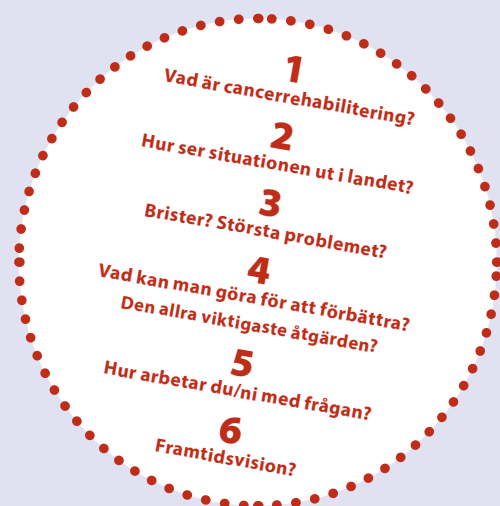 1
Vad är cancerrehabilitering?
2
Hur ser situationen ut i landet?
3
Brister? Största problemet?
4
Vad kan man göra för att förbättra?
Den allra viktigaste åtgärden?
5
Hur arbetar du/ni med frågan?
6
Framtidsvision?